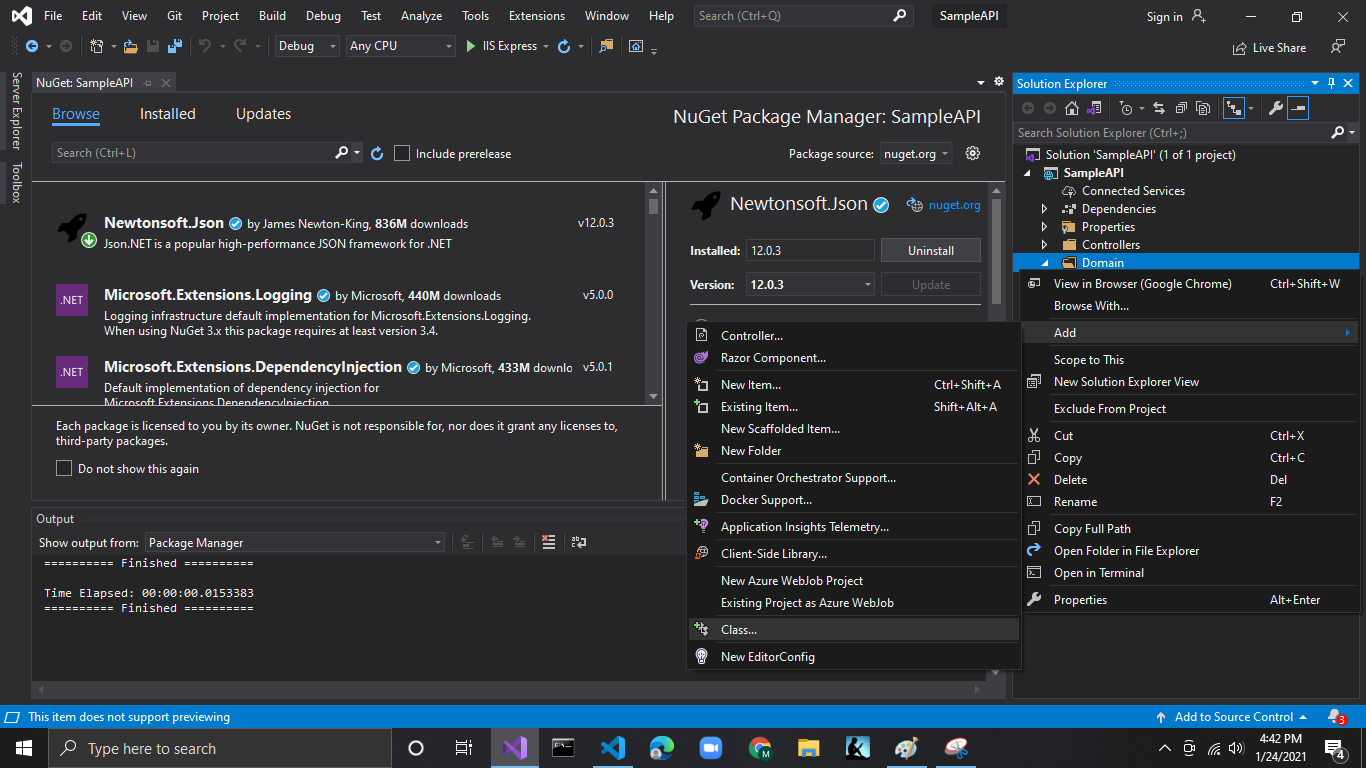 File Edit View Git Project Build Debug Test Analyze Tools Extensions Window Help Search (Ctrl+Q) SampleAPI Sign in
Debug Any CPU IIS Express Live Share
Server Explorer
Toolbox
NuGet: SampleAPI
Browse Installed Updates
NuGet Package Manager: SampleAPI
Search (Ctrl+L) Include prerelease Package source: nuget.org
Newtonsoft.Json by James Newton-King, 836M downloads v12.0.3
Json.NET is a popular high-performance JSON framework for .NET
.NET
Microsoft.Extensions.Logging by Microsoft, 440M downloads v5.0.0
Logging infrastructure default implementation for Microsoft.Extensions.Logging.
When using NuGet 3.x this package requires at least version 3.4.
.NET
Microsoft.Extensions.DependencyInjection by Microsoft, 433M downlo v5.0.1
Default implementation of dependency injection for
Microsoft.Extensions.DependencyInjection
Each package is licensed to you by its owner. NuGet is not responsible for, nor does it grant any licenses to,
third-party packages.
Do not show this again
Newtonsoft.Json nuget.org
Installed: 12.0.3 Uninstall
Version: 12.0.3 Update
Output
Show output from: Package Manager
========== Finished ==========
Time Elapsed: 00:00:00.0153383
========== Finished ==========
Controller...
Razor Component...
New Item... Ctrl+Shift+A
Existing Item... Shift+Alt+A
New Scaffolded Item...
New Folder
Container Orchestrator Support...
Docker Support...
Application Insights Telemetry...
Client-Side Library...
New Azure WebJob Project
Existing Project as Azure WebJob
Class...
New EditorConfig
Solution Explorer
Search Solution Explorer (Ctrl+;)
Solution 'SampleAPI' (1 of 1 project)
SampleAPI
Connected Services
Dependencies
Properties
Controllers
Domain
View in Browser (Google Chrome) Ctrl+Shift+W
Browse With...
Add
Scope to This
New Solution Explorer View
Exclude From Project
Cut Ctrl+X
Copy Ctrl+C
Delete Del
Rename F2
Copy Full Path
Open Folder in File Explorer
Open in Terminal
Properties Alt+Enter
This item does not support previewing Add to Source Control 3
Type here to search
4:42 PM
1/24/2021
4